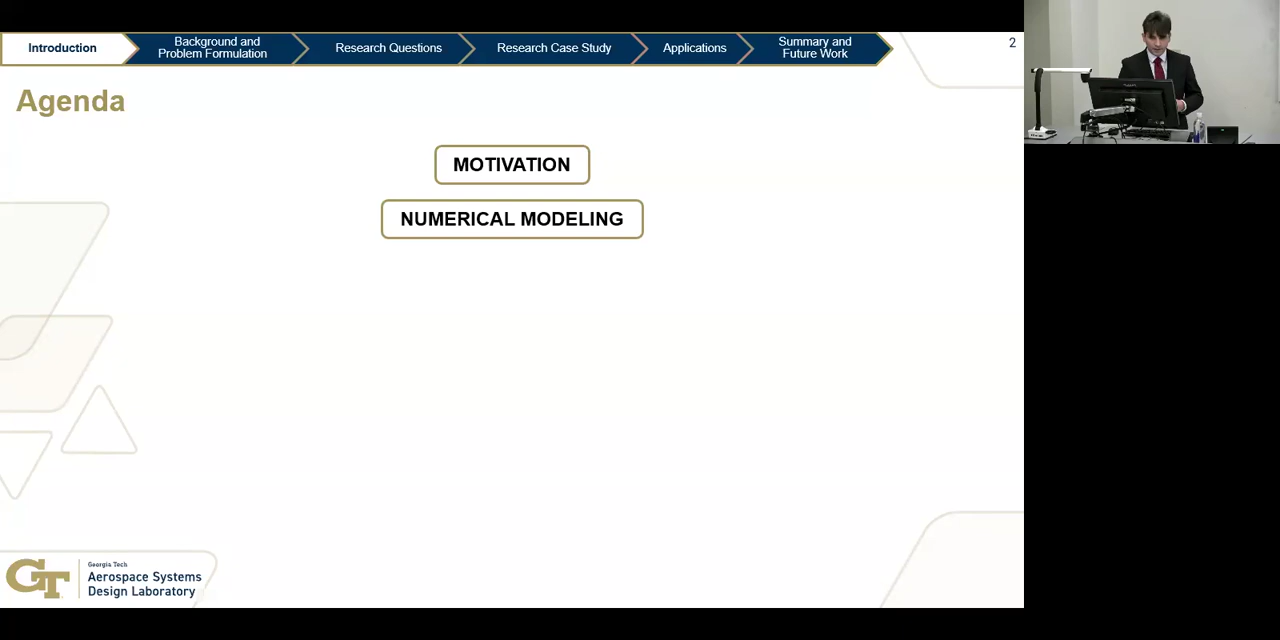 Introduction
Background and
Problem Formulation
Research Questions
Research Case Study
Applications
Summary and
Future Work
2
Agenda
MOTIVATION
NUMERICAL MODELING
GT
Georgia Tech
Aerospace Systems
Design Laboratory